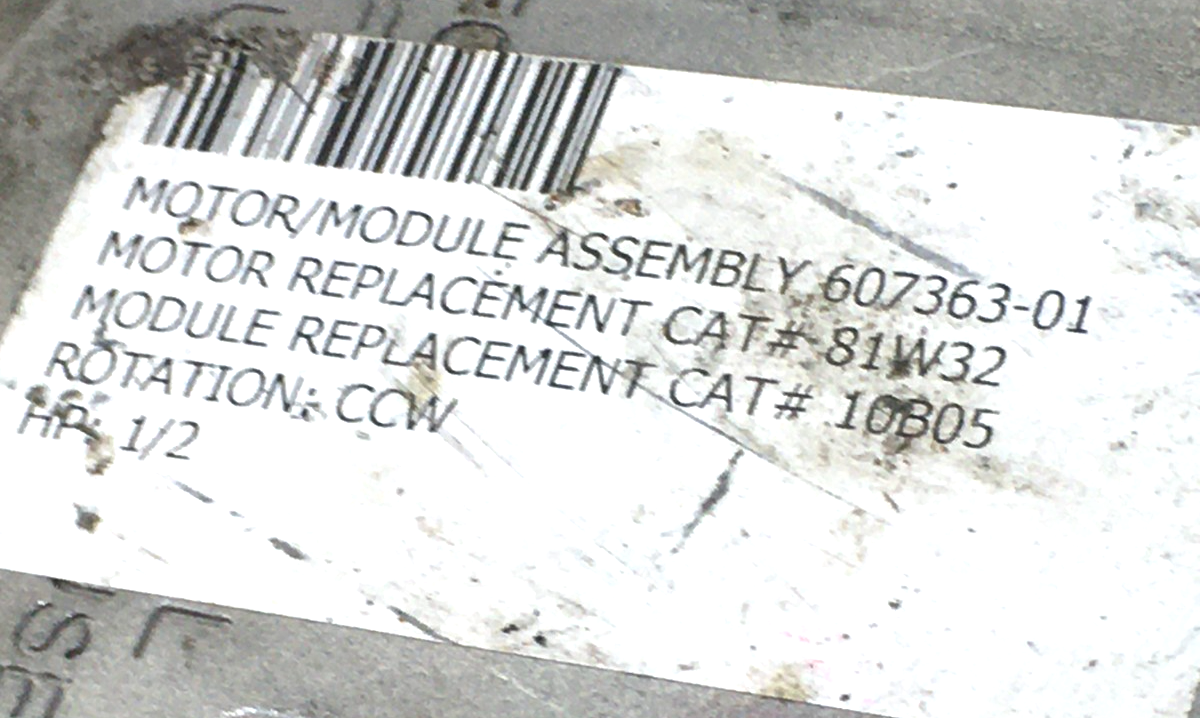 MOTOR/MODULE ASSEMBLY 607363-01
MOTOR REPLACEMENT CAT# 81W32
MODULE REPLACEMENT CAT# 10B05
ROTATION: CCW
HP: 1/2